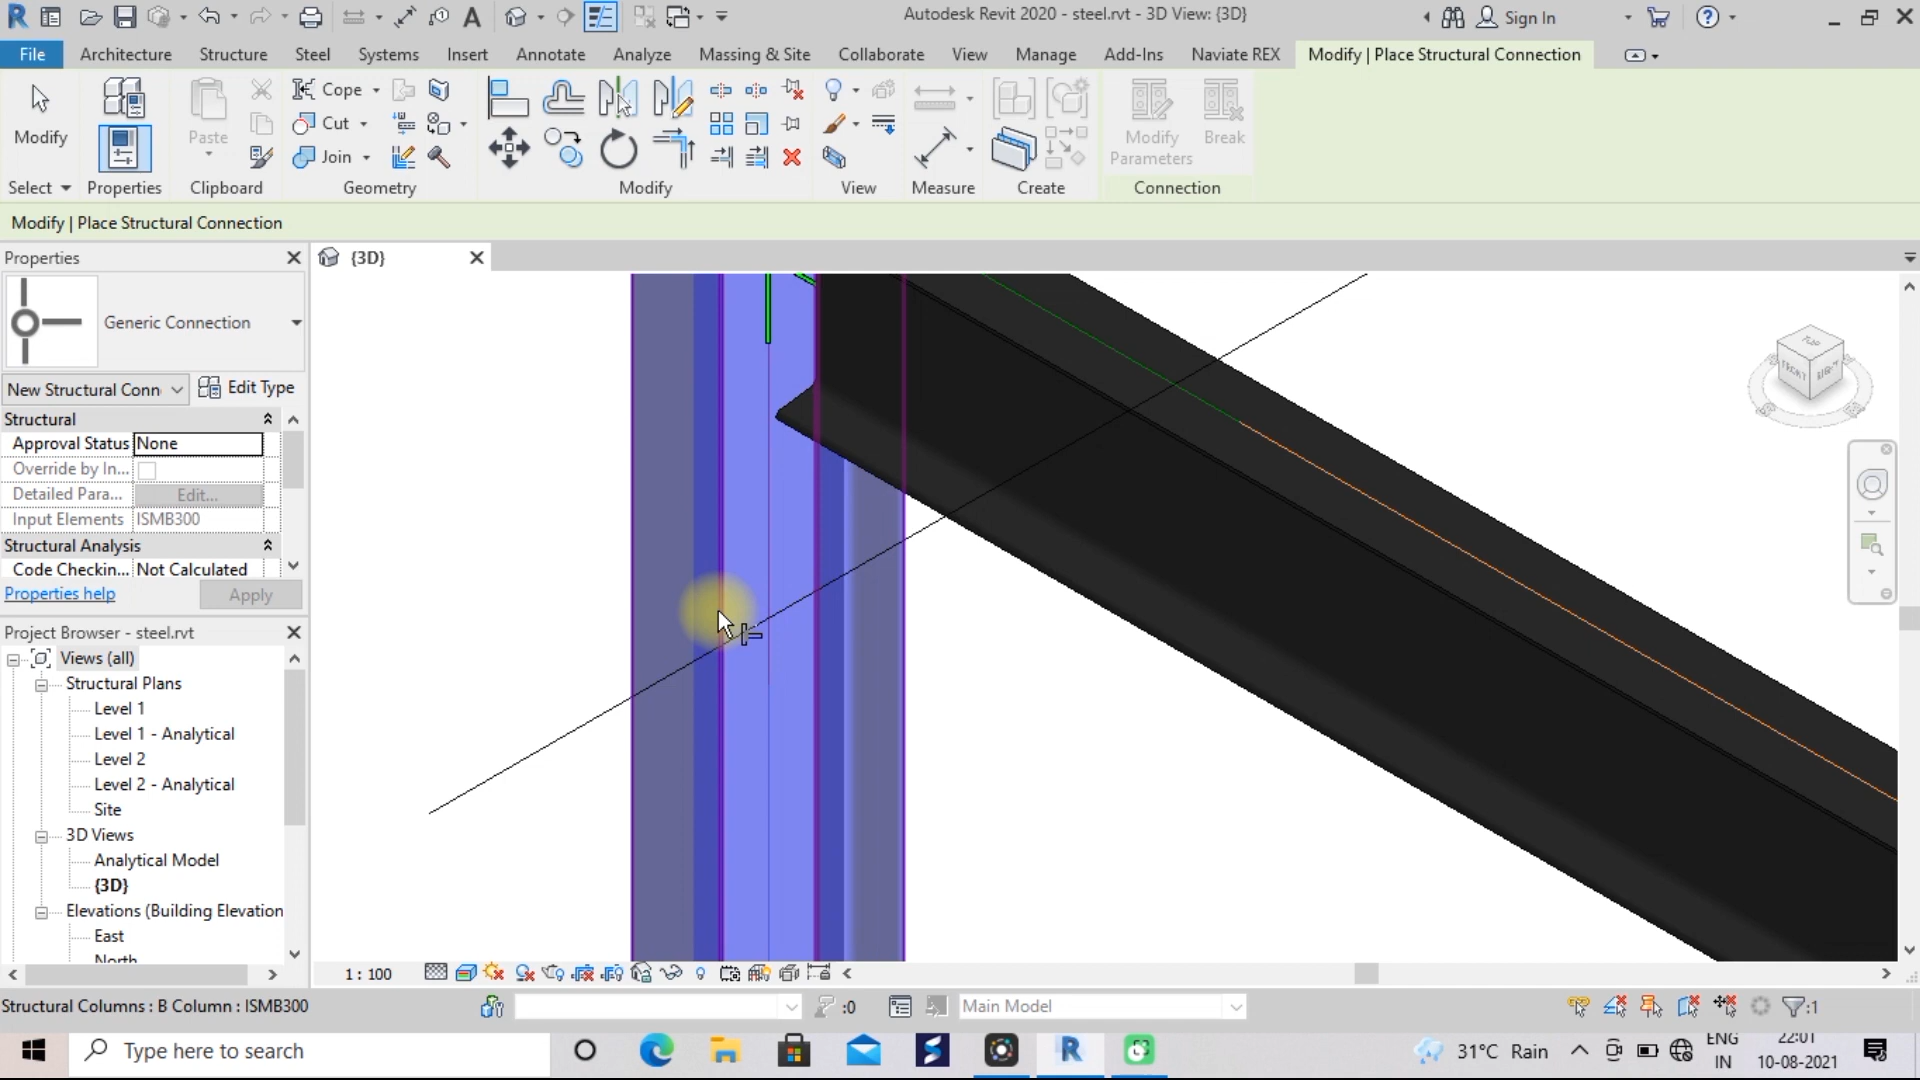 Autodesk Revit 2020 - steel.rvt - 3D View: {3D}
Sign In
File Architecture Structure Steel Systems Insert Annotate Analyze Massing & Site Collaborate View Manage Add-Ins Naviate REX Modify | Place Structural Connection
Modify
Paste
Cope
Cut
Join
Modify Parameters
Break
Select Properties Clipboard Geometry Modify View Measure Create Connection
Modify | Place Structural Connection
Properties
{3D}
Generic Connection
New Structural Conn
Edit Type
Structural
Approval Status None
Override by In...
Detailed Para... Edit...
Input Elements ISMB300
Structural Analysis
Code Checkin... Not Calculated
Properties help
Apply
Project Browser - steel.rvt
Views (all)
Structural Plans
Level 1
Level 1 - Analytical
Level 2
Level 2 - Analytical
Site
3D Views
Analytical Model
{3D}
Elevations (Building Elevation
East
North
TOP
FRONT
RIGHT
1 : 100
Structural Columns : B Column : ISMB300
:0
Main Model
:1
Type here to search
31°C Rain
ENG
IN
22:01
10-08-2021